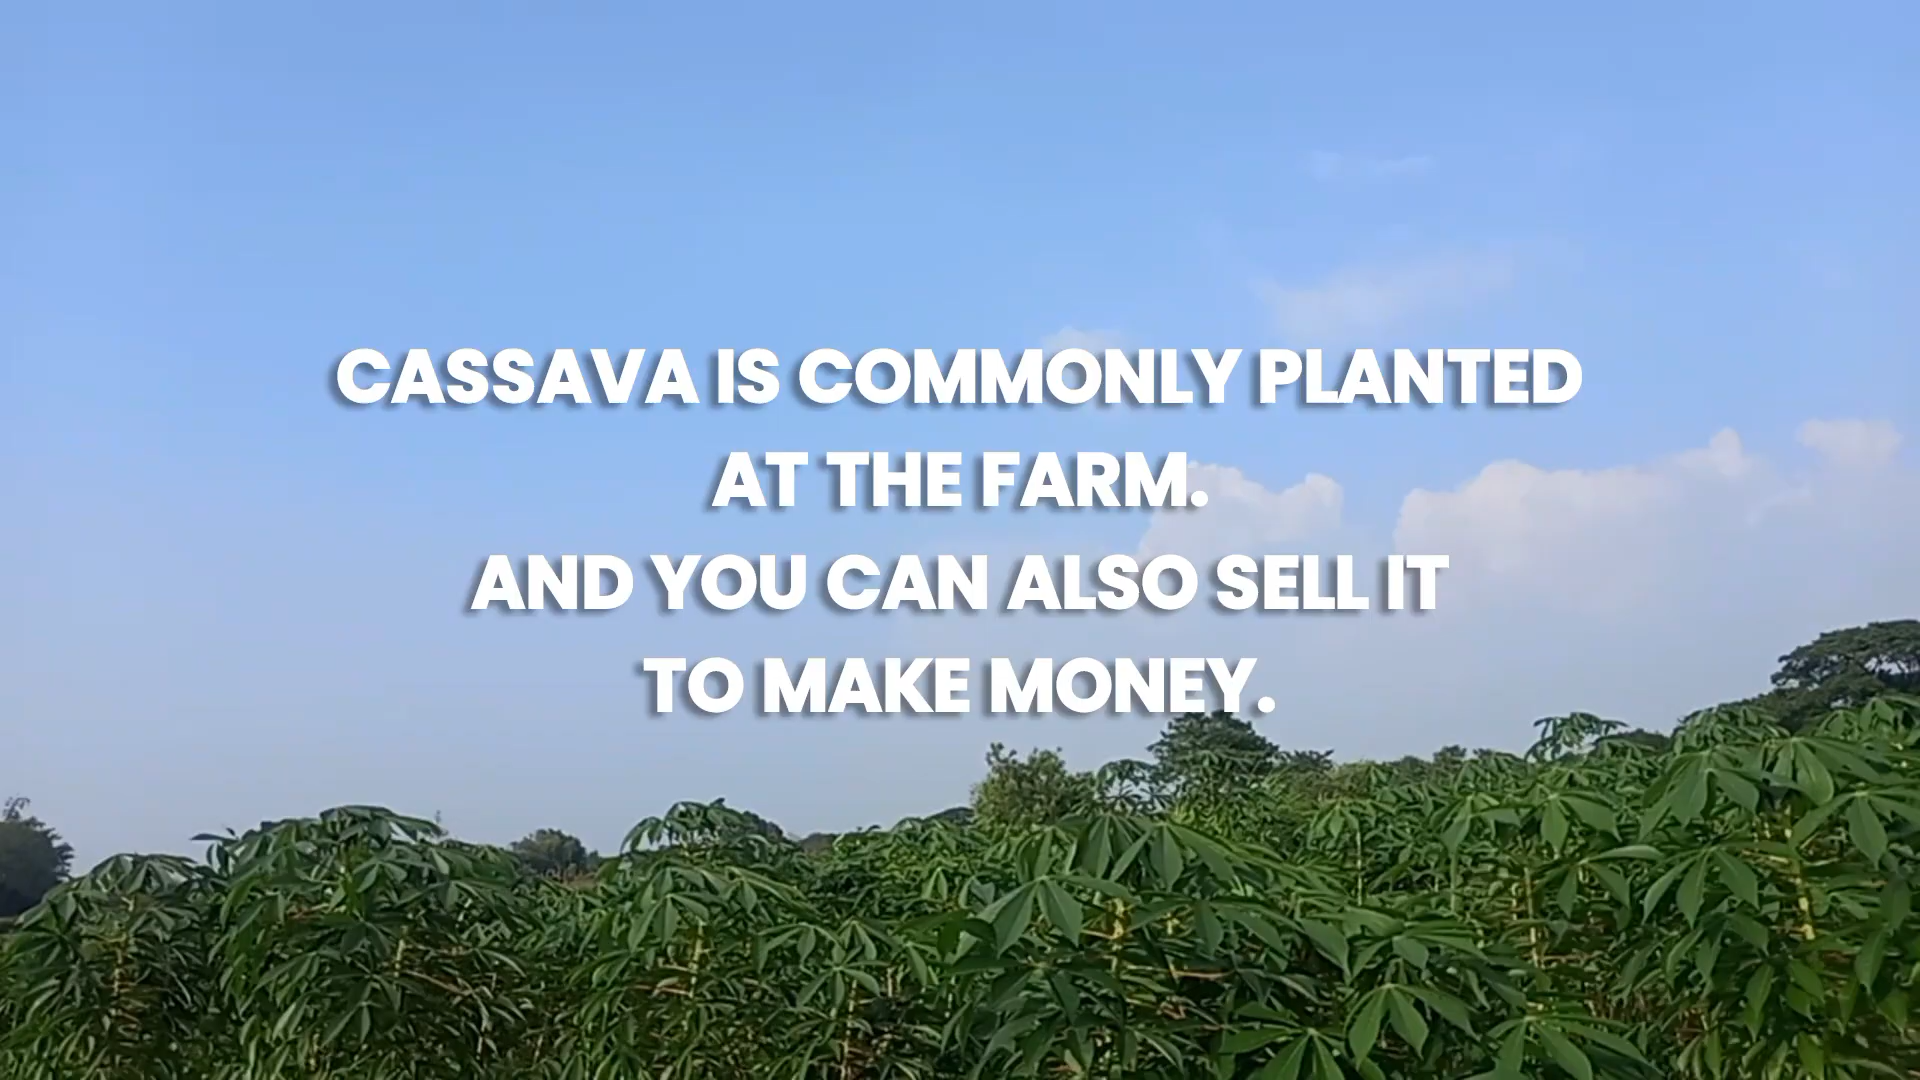 CASSAVA IS COMMONLY PLANTED
AT THE FARM.
AND YOU CAN ALSO SELL IT
TO MAKE MONEY.